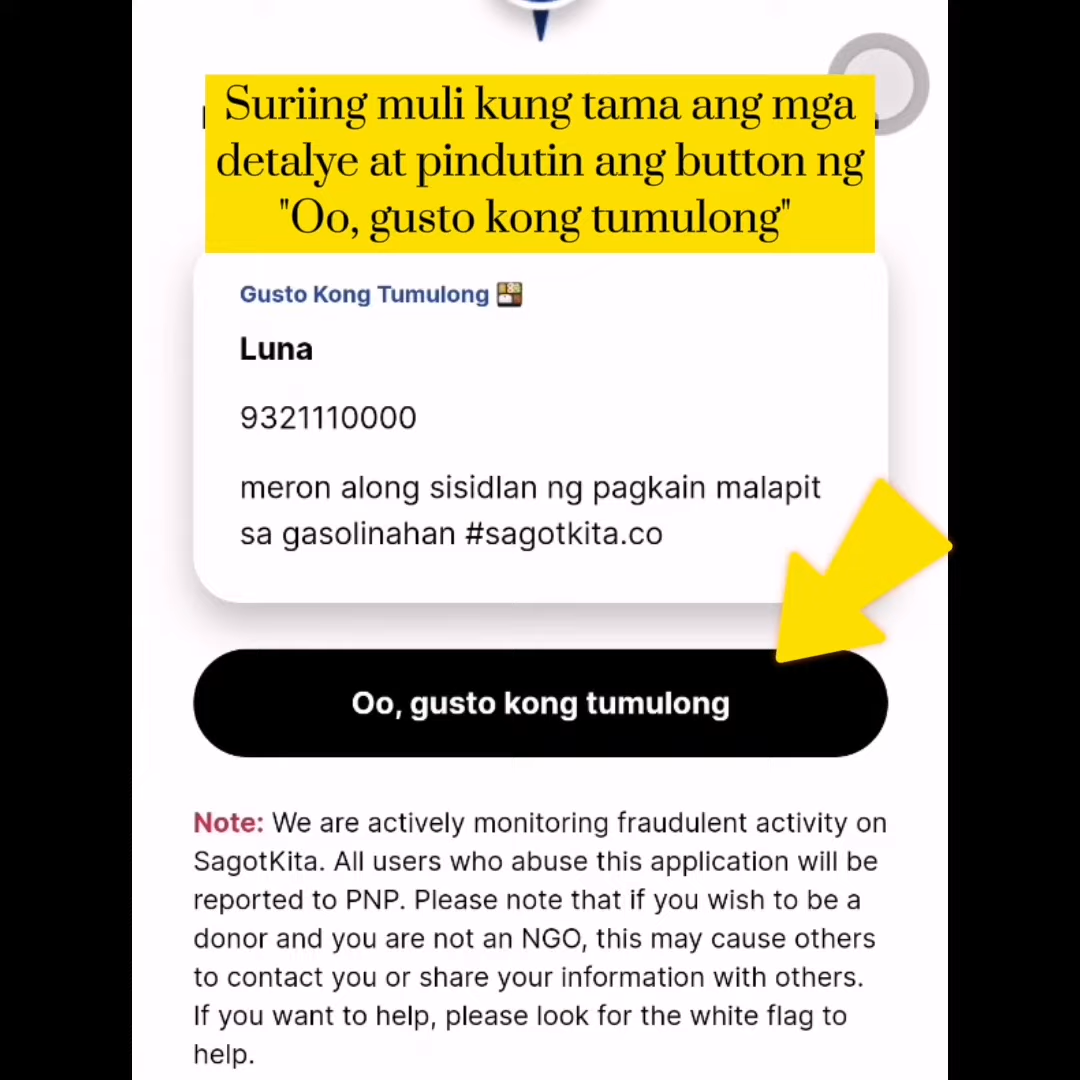 Suriing muli kung tama ang mga
detalye at pindutin ang button ng
"Oo, gusto kong tumulong"
Gusto Kong Tumulong 🍱
Luna
9321110000
meron along sisidlan ng pagkain malapit
sa gasolinahan #sagotkita.co
Oo, gusto kong tumulong
Note: We are actively monitoring fraudulent activity on
SagotKita. All users who abuse this application will be
reported to PNP. Please note that if you wish to be a
donor and you are not an NGO, this may cause others
to contact you or share your information with others.
If you want to help, please look for the white flag to
help.